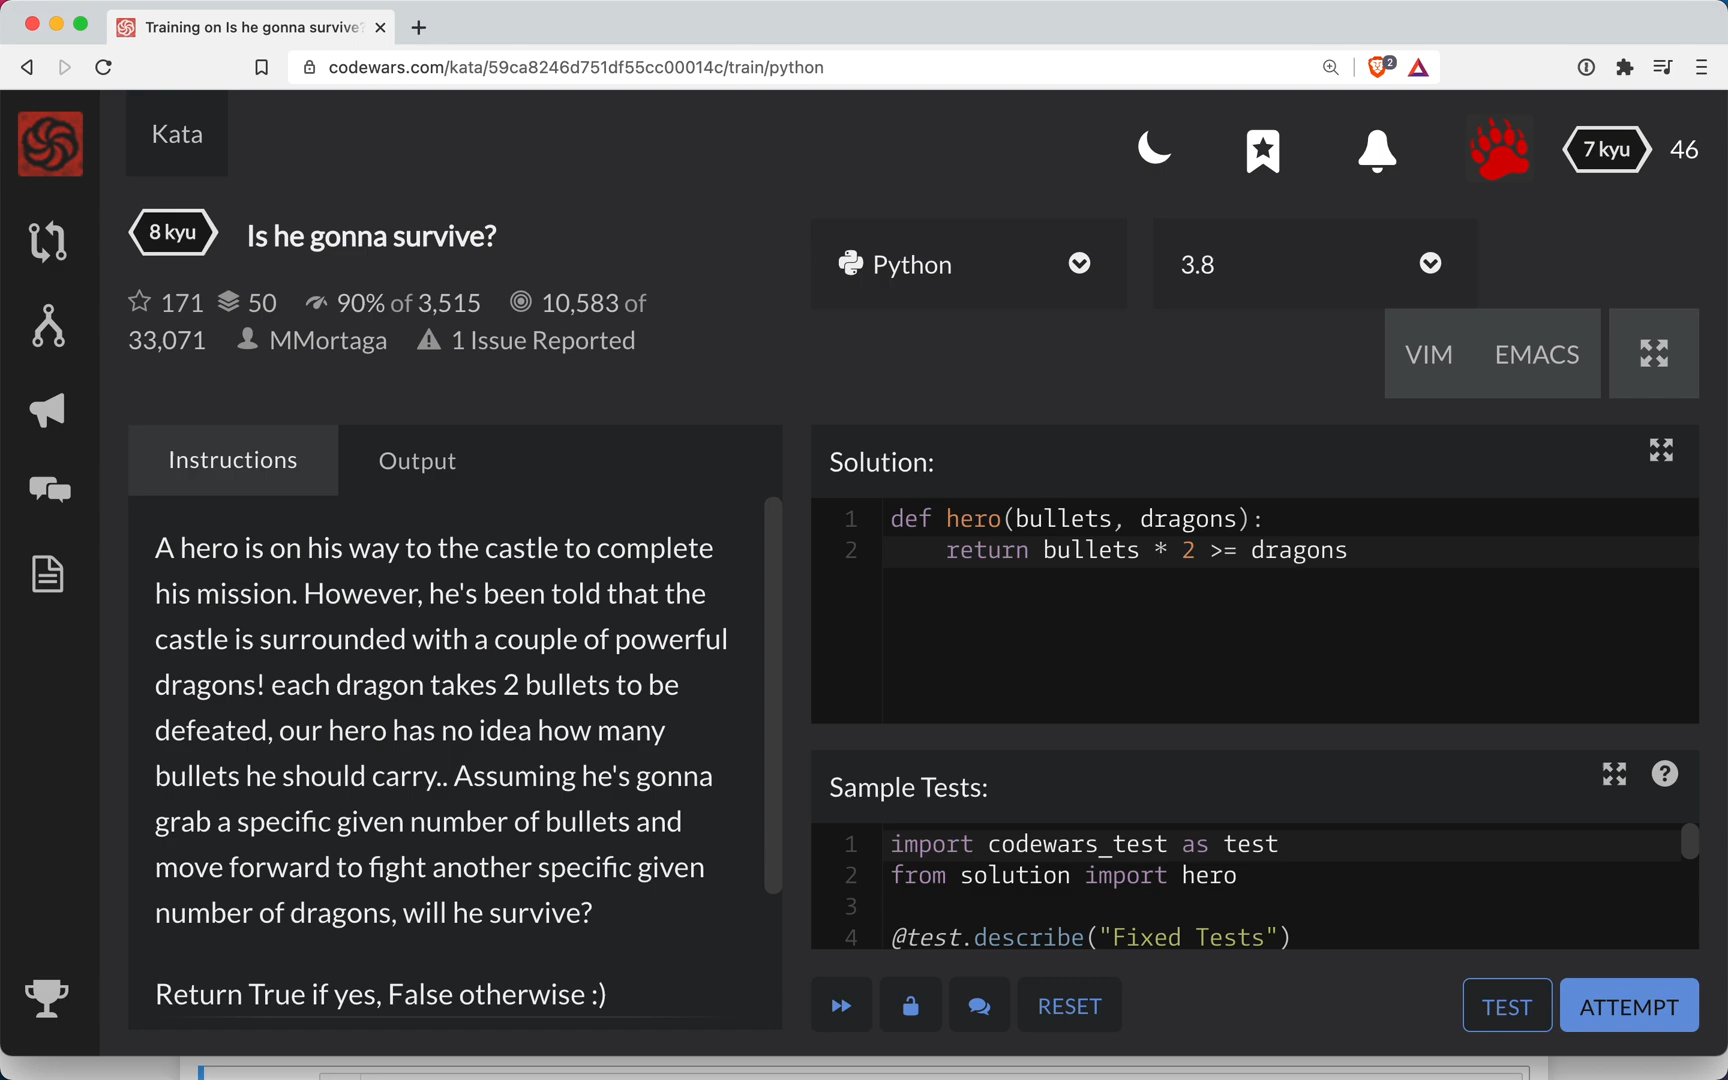 Training on Is he gonna survive?
codewars.com/kata/59ca8246d751df55cc00014c/train/python
2
Kata
7 kyu
46
8 kyu
Is he gonna survive?
171 50 90% of 3,515 10,583 of
33,071 MMortaga 1 Issue Reported
Python
3.8
VIM
EMACS
Instructions
Output
A hero is on his way to the castle to complete
his mission. However, he's been told that the
castle is surrounded with a couple of powerful
dragons! each dragon takes 2 bullets to be
defeated, our hero has no idea how many
bullets he should carry.. Assuming he's gonna
grab a specific given number of bullets and
move forward to fight another specific given
number of dragons, will he survive?
Return True if yes, False otherwise :)
Solution:
1 def hero(bullets, dragons):
2 return bullets * 2 >= dragons
Sample Tests:
1 import codewars_test as test
2 from solution import hero
3
4 @test.describe("Fixed Tests")
RESET
TEST
ATTEMPT